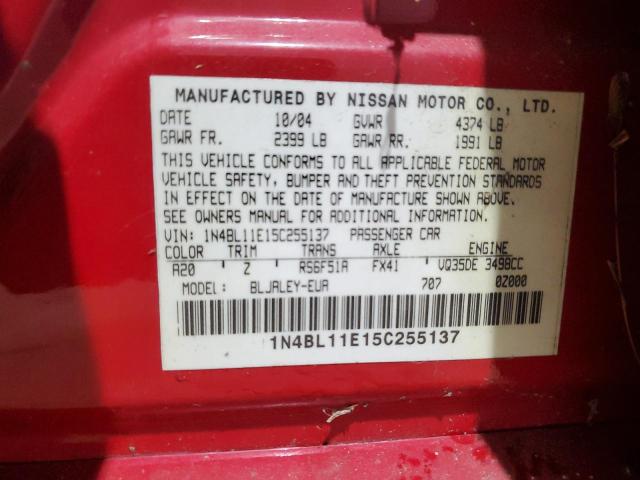 MANUFACTURED BY NISSAN MOTOR CO., LTD.
DATE 10/04 GVWR 4374 LB
GAWR FR. 2399 LB GAWR RR. 1991 LB
THIS VEHICLE CONFORMS TO ALL APPLICABLE FEDERAL MOTOR
VEHICLE SAFETY, BUMPER AND THEFT PREVENTION STANDARDS
IN EFFECT ON THE DATE OF MANUFACTURE SHOWN ABOVE.
SEE OWNERS MANUAL FOR ADDITIONAL INFORMATION.
VIN: 1N4BL11E15C255137 PASSENGER CAR
COLOR TRIM TRANS AXLE ENGINE
A20 Z RS6F51A FX41 VQ35DE 3498CC
MODEL: BLJALEY-EUA 707 0Z000
1N4BL11E15C255137